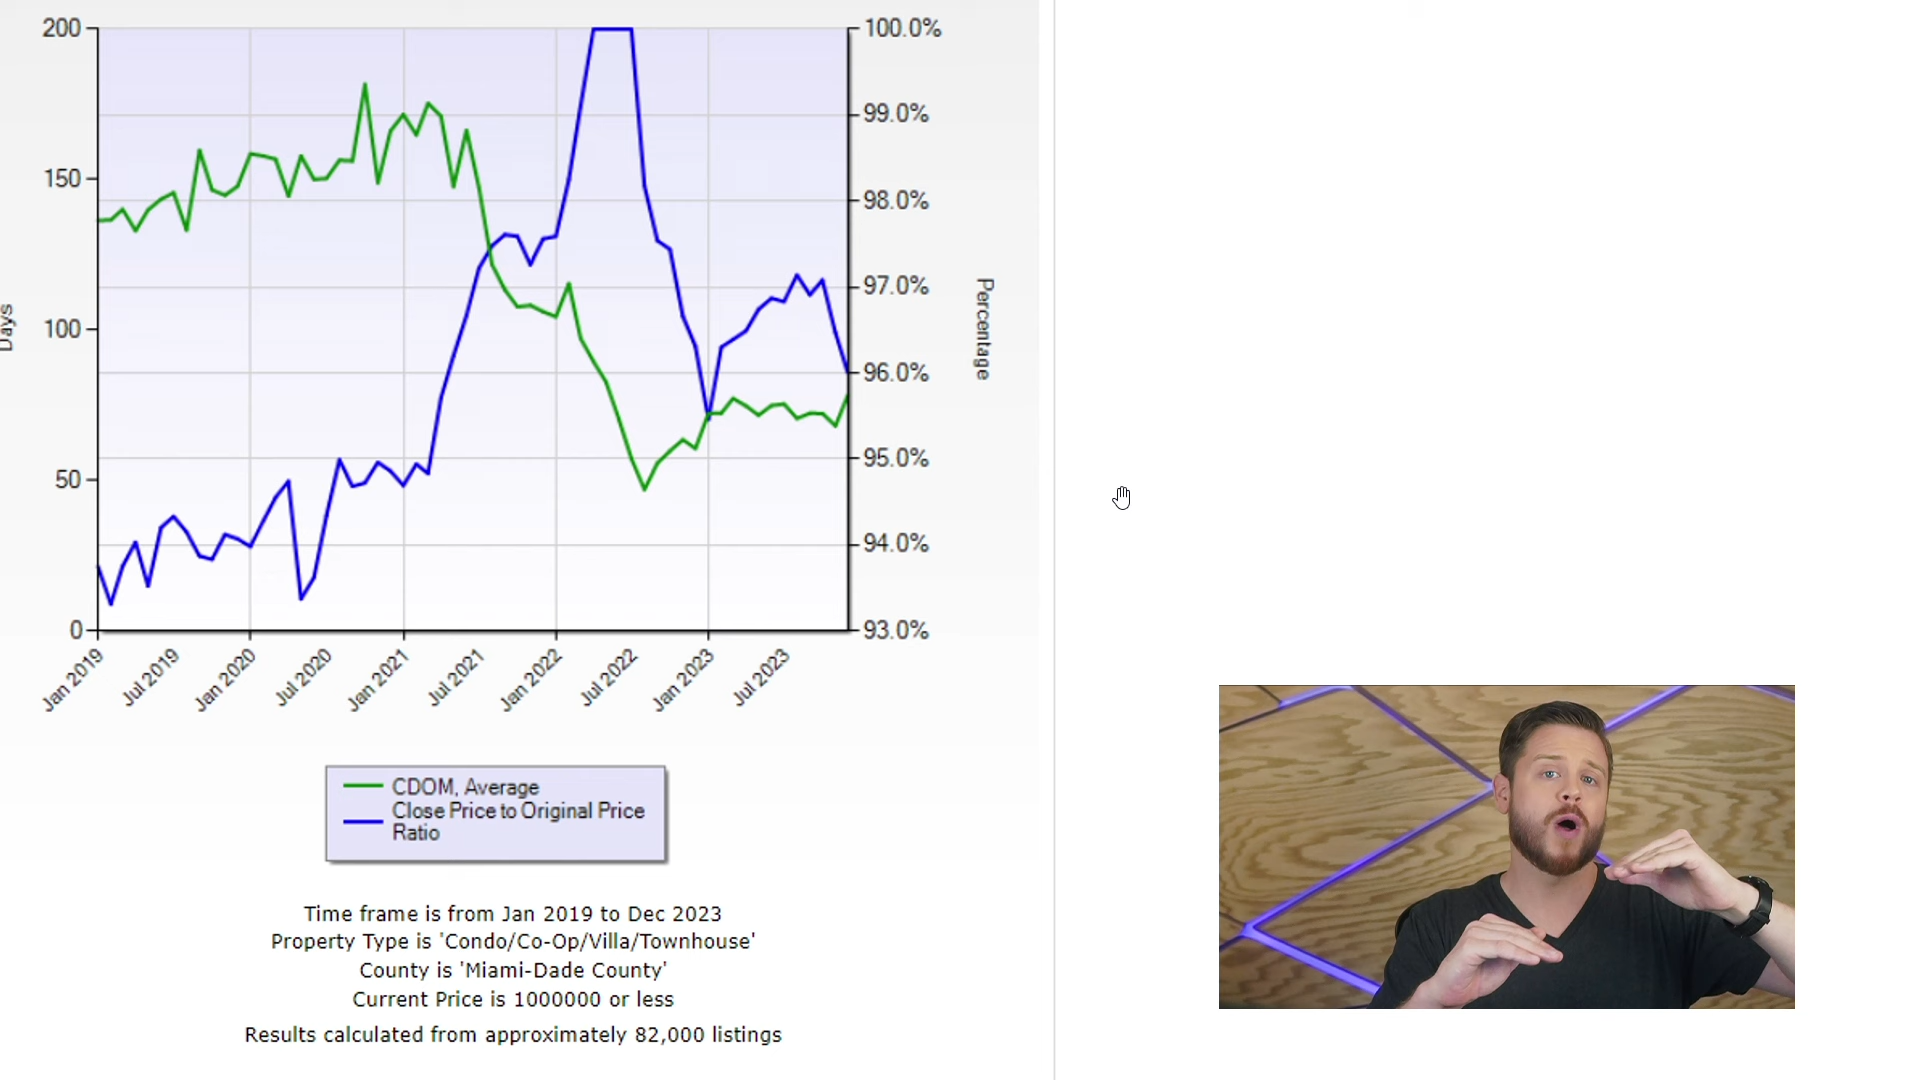 200
150
100
50
0
Days
100.0%
99.0%
98.0%
97.0%
96.0%
95.0%
94.0%
93.0%
Percentage
Jan 2019
Jul 2019
Jan 2020
Jul 2020
Jan 2021
Jul 2021
Jan 2022
Jul 2022
Jan 2023
Jul 2023
CDOM, Average
Close Price to Original Price
Ratio
Time frame is from Jan 2019 to Dec 2023
Property Type is 'Condo/Co-Op/Villa/Townhouse'
County is 'Miami-Dade County'
Current Price is 1000000 or less
Results calculated from approximately 82,000 listings